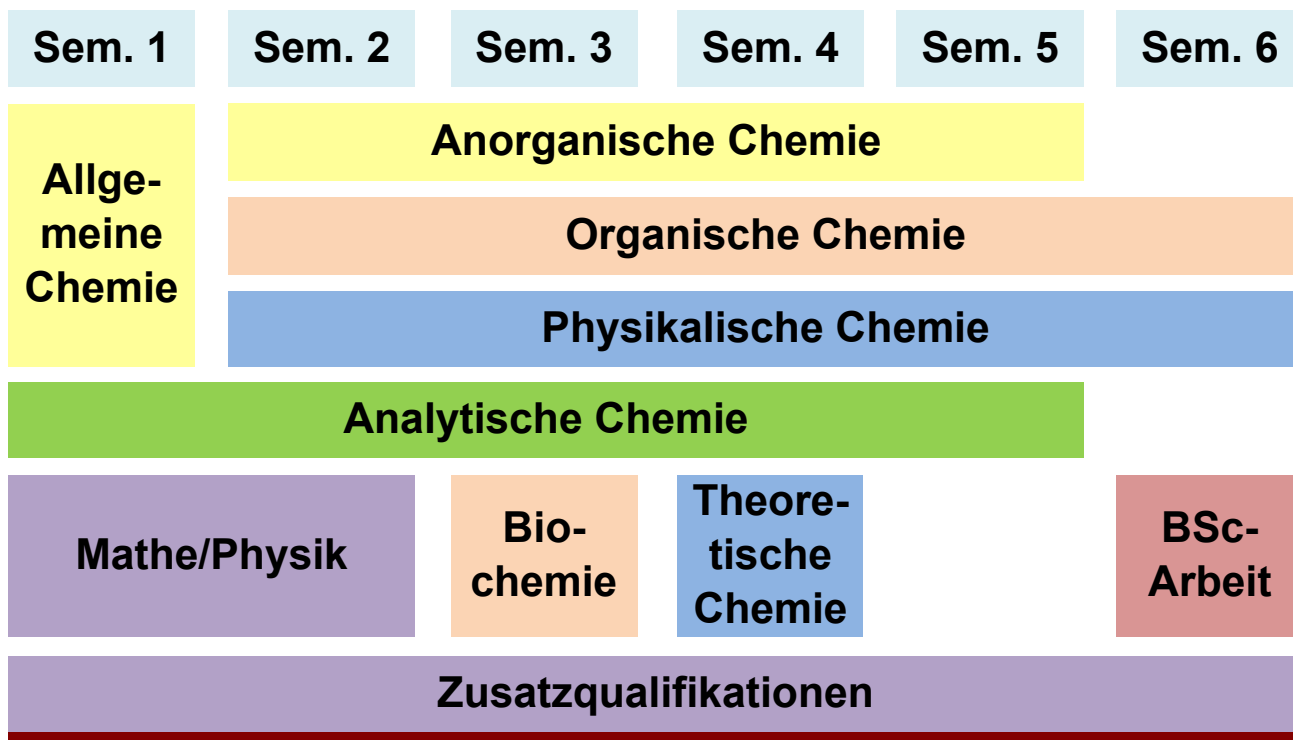 Sem. 1 Sem. 2 Sem. 3 Sem. 4 Sem. 5 Sem. 6
Allge-
meine
Chemie
Anorganische Chemie
Organische Chemie
Physikalische Chemie
Analytische Chemie
Mathe/Physik
Bio-
chemie
Theore-
tische
Chemie
BSc-
Arbeit
Zusatzqualifikationen